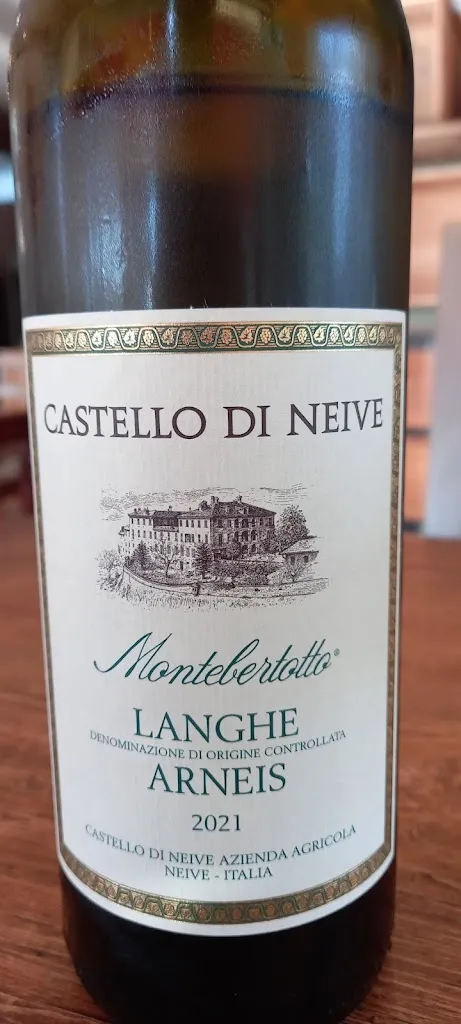 CASTELLO DI NEIVE
Montebertotto®
LANGHE
DENOMINAZIONE DI ORIGINE CONTROLLATA
ARNEIS
2021
CASTELLO DI NEIVE AZIENDA AGRICOLA
NEIVE - ITALIA